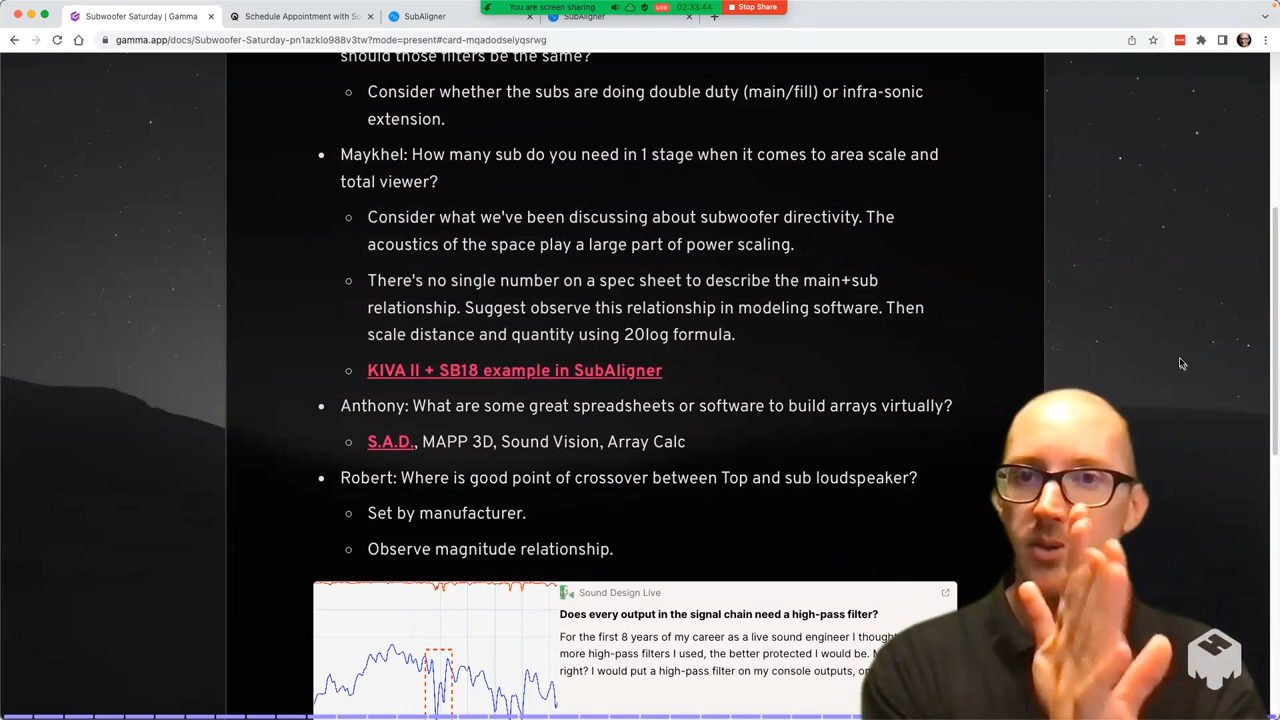 You are screen sharing LIVE 02:33:44 Stop Share
Subwoofer Saturday | Gamma Schedule Appointment with So SubAligner SubAligner
gamma.app/docs/Subwoofer-Saturday-pn1azklo988v3tw?mode=present#card-mqadodselyqsrwg
should those filters be the same?
Consider whether the subs are doing double duty (main/fill) or infra-sonic
extension.
Maykhel: How many sub do you need in 1 stage when it comes to area scale and
total viewer?
Consider what we've been discussing about subwoofer directivity. The
acoustics of the space play a large part of power scaling.
There's no single number on a spec sheet to describe the main+sub
relationship. Suggest observe this relationship in modeling software. Then
scale distance and quantity using 20log formula.
KIVA II + SB18 example in SubAligner
Anthony: What are some great spreadsheets or software to build arrays virtually?
S.A.D., MAPP 3D, Sound Vision, Array Calc
Robert: Where is good point of crossover between Top and sub loudspeaker?
Set by manufacturer.
Observe magnitude relationship.
Sound Design Live
Does every output in the signal chain need a high-pass filter?
For the first 8 years of my career as a live sound engineer I thought
more high-pass filters I used, the better protected I would be.
right? I would put a high-pass filter on my console outputs,